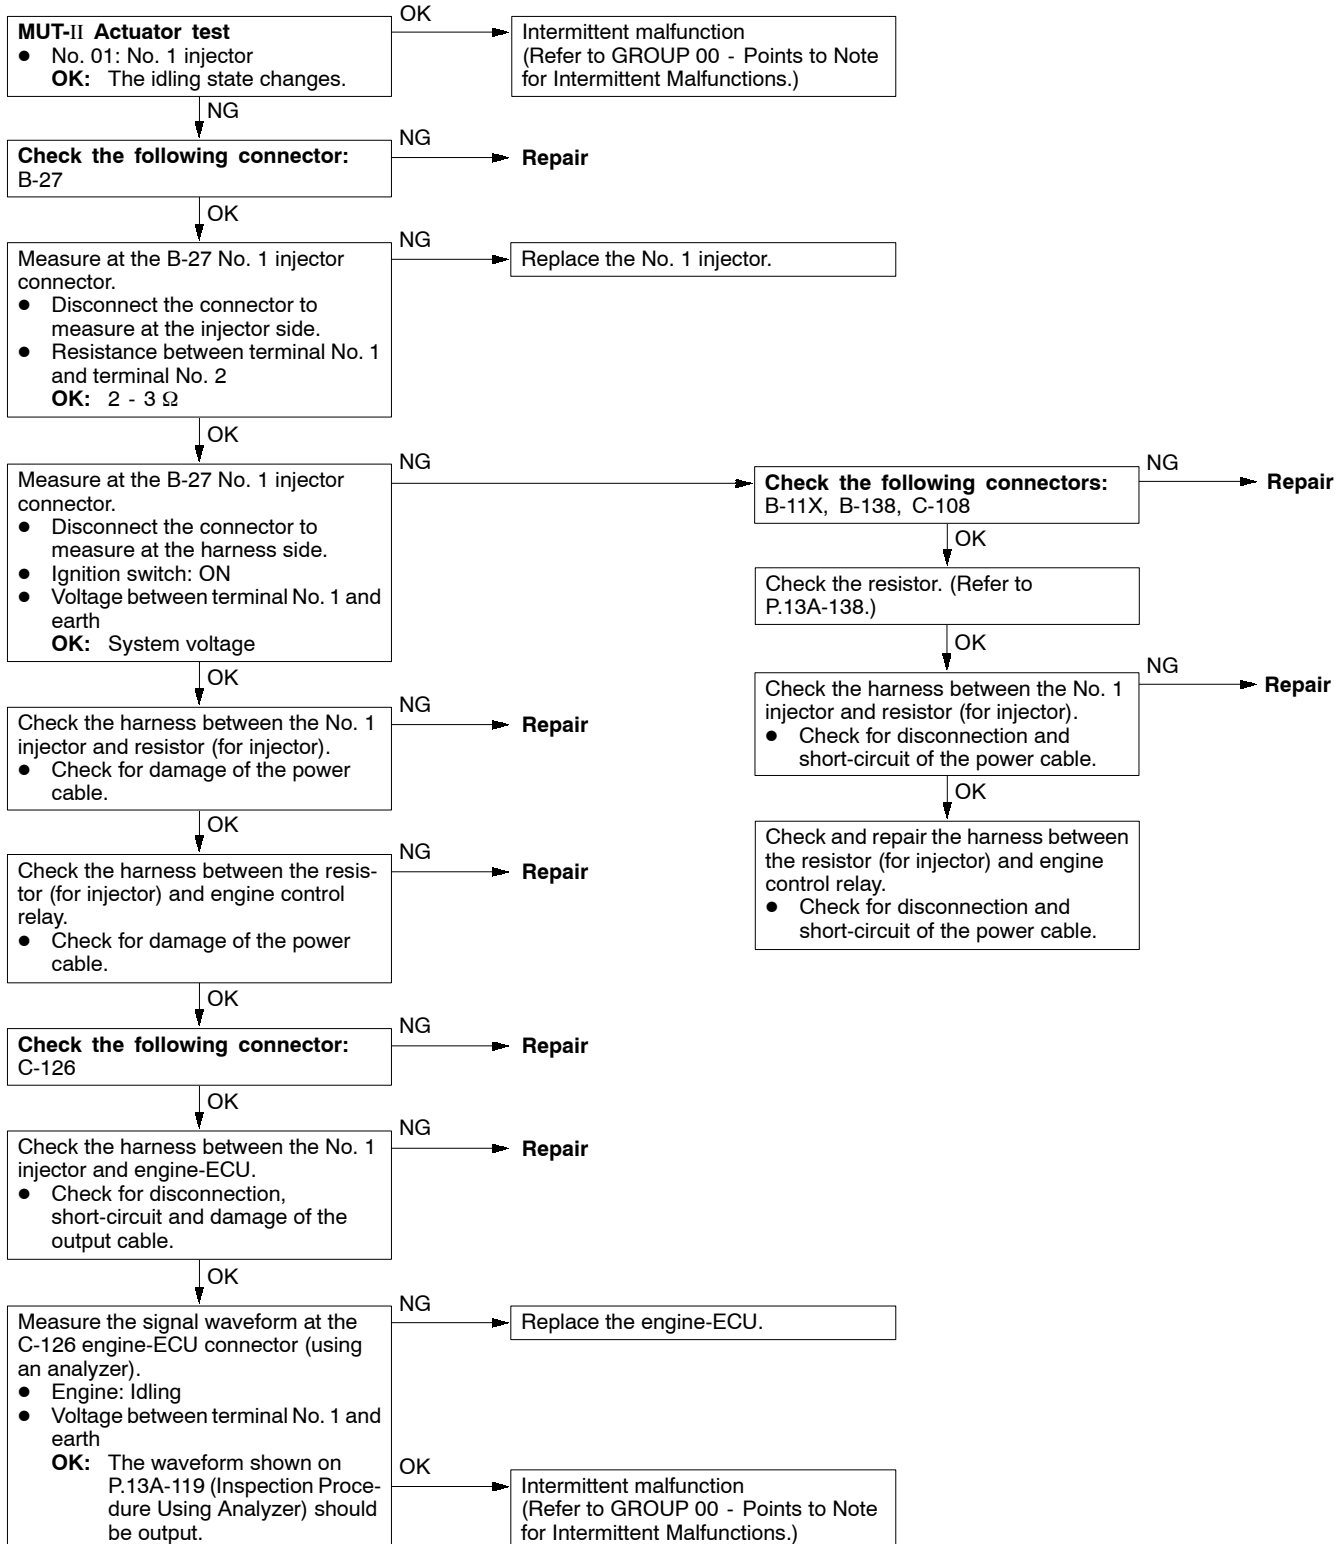 MUT-II Actuator test
● No. 01: No. 1 injector
OK: The idling state changes.
OK
Intermittent malfunction
(Refer to GROUP 00 - Points to Note
for Intermittent Malfunctions.)
NG
Check the following connector:
B-27
NG
Repair
OK
Measure at the B-27 No. 1 injector
connector.
● Disconnect the connector to
measure at the injector side.
● Resistance between terminal No. 1
and terminal No. 2
OK: 2 - 3 Ω
NG
Replace the No. 1 injector.
OK
Measure at the B-27 No. 1 injector
connector.
● Disconnect the connector to
measure at the harness side.
● Ignition switch: ON
● Voltage between terminal No. 1 and
earth
OK: System voltage
NG
Check the following connectors:
B-11X, B-138, C-108
NG
Repair
OK
Check the resistor. (Refer to
P.13A-138.)
OK
Check the harness between the No. 1
injector and resistor (for injector).
● Check for disconnection and
short-circuit of the power cable.
NG
Repair
OK
Check and repair the harness between
the resistor (for injector) and engine
control relay.
● Check for disconnection and
short-circuit of the power cable.
OK
Check the harness between the No. 1
injector and resistor (for injector).
● Check for damage of the power
cable.
NG
Repair
OK
Check the harness between the resis-
tor (for injector) and engine control
relay.
● Check for damage of the power
cable.
NG
Repair
OK
Check the following connector:
C-126
NG
Repair
OK
Check the harness between the No. 1
injector and engine-ECU.
● Check for disconnection,
short-circuit and damage of the
output cable.
NG
Repair
OK
Measure the signal waveform at the
C-126 engine-ECU connector (using
an analyzer).
● Engine: Idling
● Voltage between terminal No. 1 and
earth
OK: The waveform shown on
P.13A-119 (Inspection Proce-
dure Using Analyzer) should
be output.
NG
Replace the engine-ECU.
OK
Intermittent malfunction
(Refer to GROUP 00 - Points to Note
for Intermittent Malfunctions.)